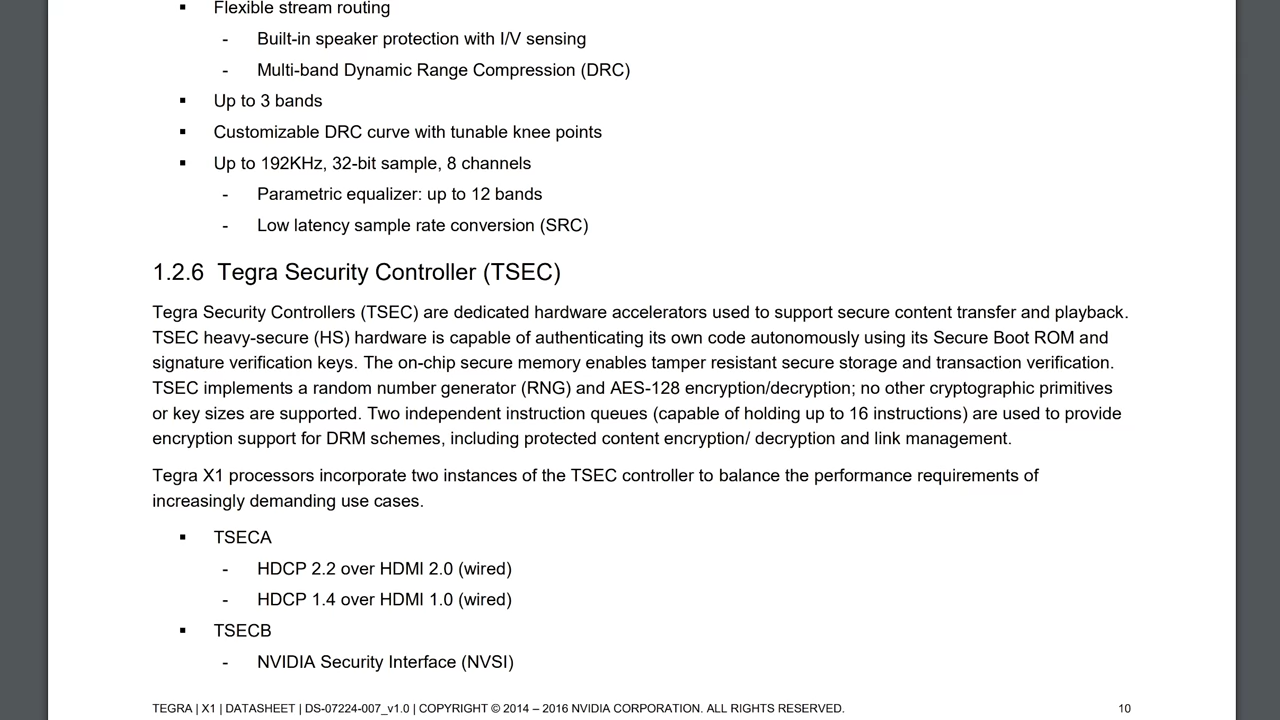 ▪ Flexible stream routing
- Built-in speaker protection with I/V sensing
- Multi-band Dynamic Range Compression (DRC)
▪ Up to 3 bands
▪ Customizable DRC curve with tunable knee points
▪ Up to 192KHz, 32-bit sample, 8 channels
- Parametric equalizer: up to 12 bands
- Low latency sample rate conversion (SRC)
1.2.6 Tegra Security Controller (TSEC)
Tegra Security Controllers (TSEC) are dedicated hardware accelerators used to support secure content transfer and playback.
TSEC heavy-secure (HS) hardware is capable of authenticating its own code autonomously using its Secure Boot ROM and
signature verification keys. The on-chip secure memory enables tamper resistant secure storage and transaction verification.
TSEC implements a random number generator (RNG) and AES-128 encryption/decryption; no other cryptographic primitives
or key sizes are supported. Two independent instruction queues (capable of holding up to 16 instructions) are used to provide
encryption support for DRM schemes, including protected content encryption/ decryption and link management.
Tegra X1 processors incorporate two instances of the TSEC controller to balance the performance requirements of
increasingly demanding use cases.
▪ TSECA
- HDCP 2.2 over HDMI 2.0 (wired)
- HDCP 1.4 over HDMI 1.0 (wired)
▪ TSECB
- NVIDIA Security Interface (NVSI)
TEGRA | X1 | DATASHEET | DS-07224-007_v1.0 | COPYRIGHT © 2014 – 2016 NVIDIA CORPORATION. ALL RIGHTS RESERVED. 10